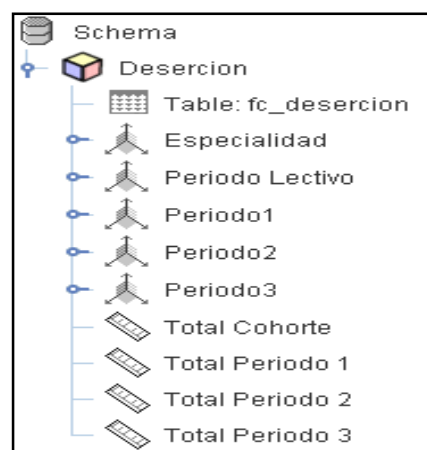 Schema
Desercion
Table: fc_desercion
Especialidad
Periodo Lectivo
Periodo1
Periodo2
Periodo3
Total Cohorte
Total Periodo 1
Total Periodo 2
Total Periodo 3